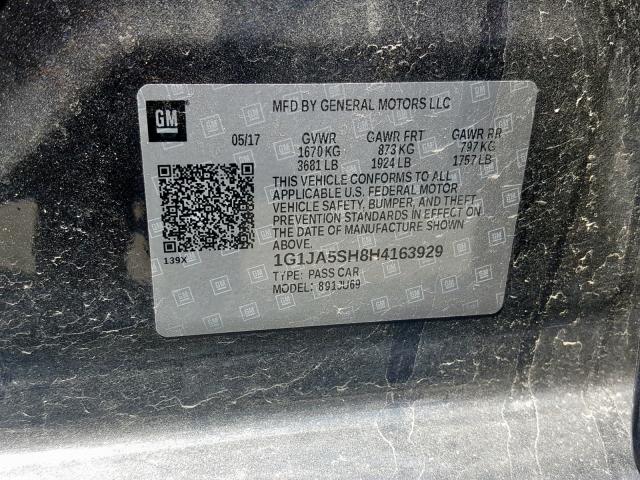 MFD BY GENERAL MOTORS LLC
GM
05/17 GVWR GAWR FRT GAWR RR
1670 KG 873 KG 797 KG
3681 LB 1924 LB 1757 LB
THIS VEHICLE CONFORMS TO ALL
APPLICABLE U.S. FEDERAL MOTOR
VEHICLE SAFETY, BUMPER, AND THEFT
PREVENTION STANDARDS IN EFFECT ON
THE DATE OF MANUFACTURE SHOWN
ABOVE.
139X
1G1JA5SH8H4163929
TYPE: PASS CAR
MODEL: